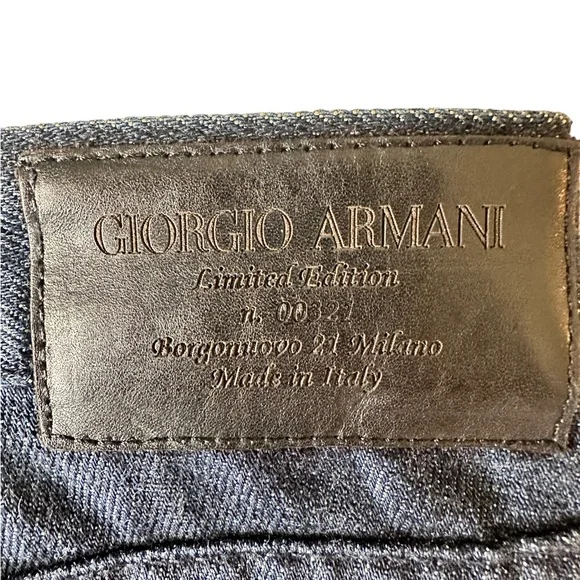 GIORGIO ARMANI
Limited Edition
n. 00321
Borgonuovo 21 Milano
Made in Italy